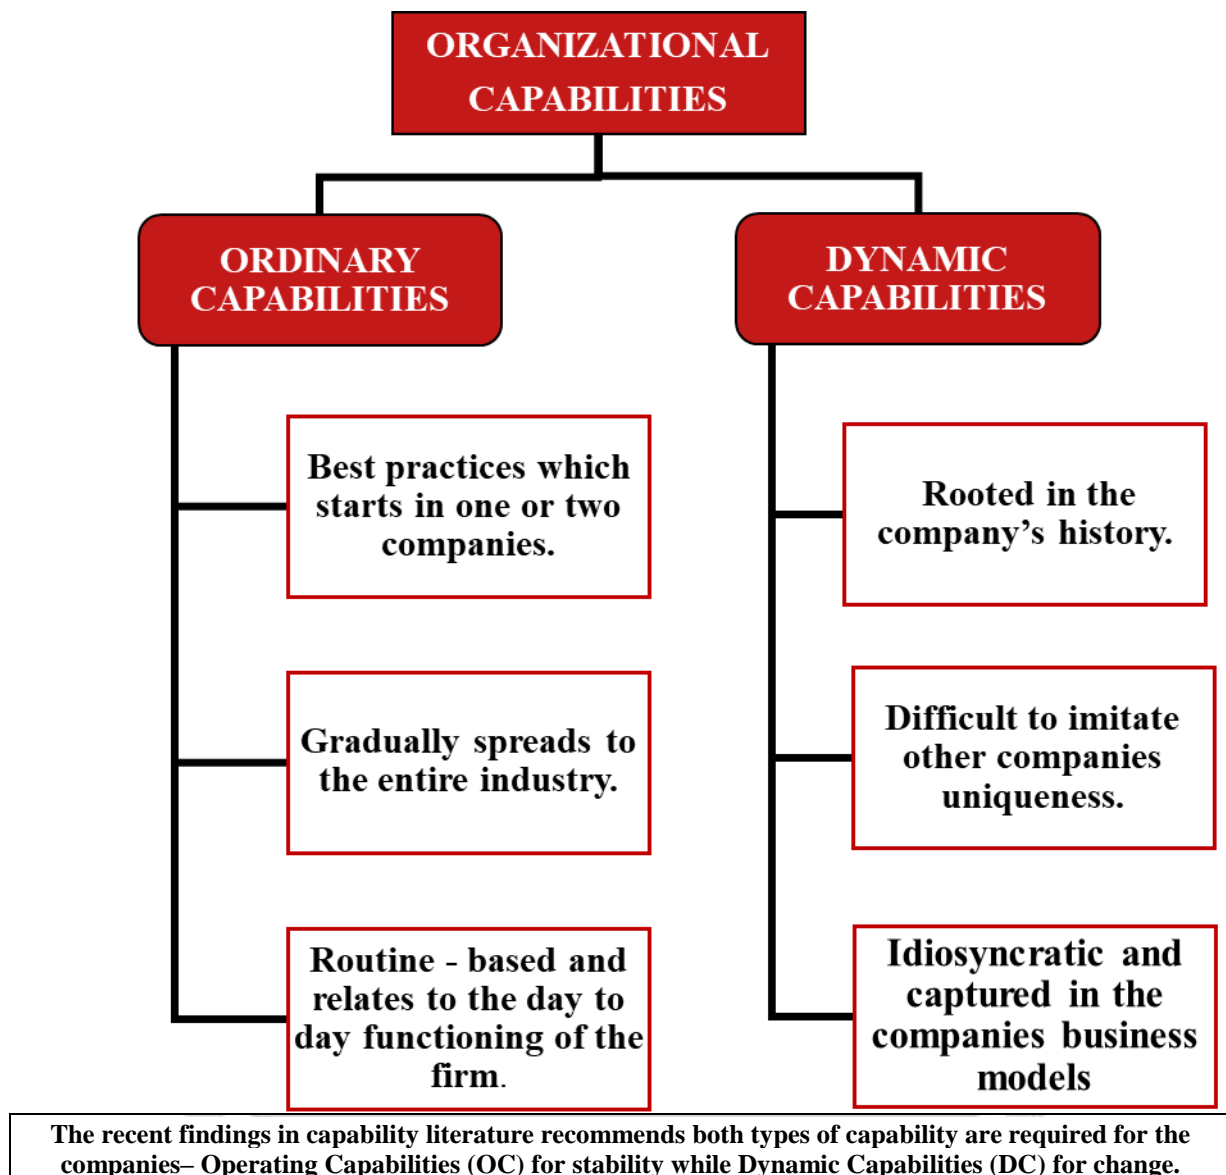 ORGANIZATIONAL
CAPABILITIES
ORDINARY
CAPABILITIES
DYNAMIC
CAPABILITIES
Best practices which
starts in one or two
companies.
Gradually spreads to
the entire industry.
Routine - based and
relates to the day to
day functioning of the
firm.
Rooted in the
company’s history.
Difficult to imitate
other companies
uniqueness.
Idiosyncratic and
captured in the
companies business
models
The recent findings in capability literature recommends both types of capability are required for the
companies– Operating Capabilities (OC) for stability while Dynamic Capabilities (DC) for change.